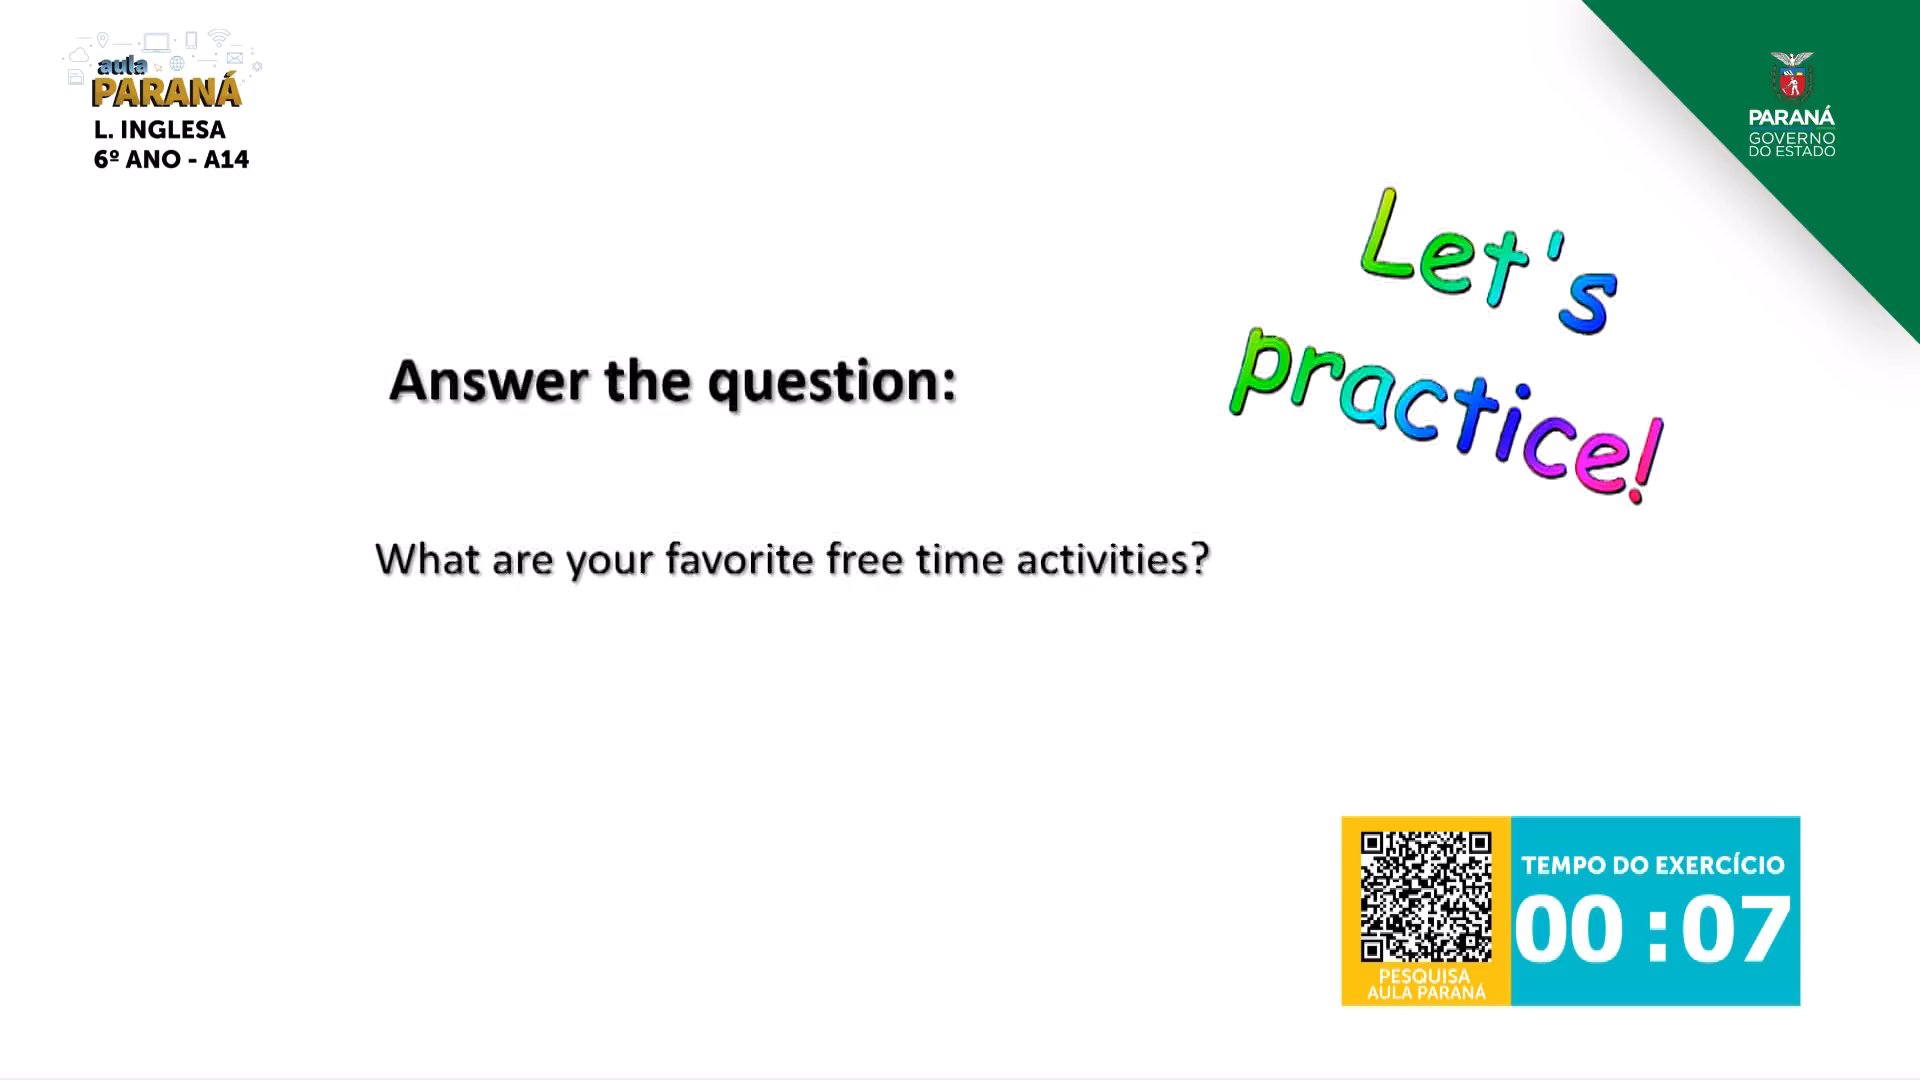 aula
PARANÁ
L. INGLESA
6º ANO - A14
PARANÁ
GOVERNO
DO ESTADO
Let's
practice!
Answer the question:
What are your favorite free time activities?
PESQUISA
AULA PARANÁ
TEMPO DO EXERCÍCIO
00:07